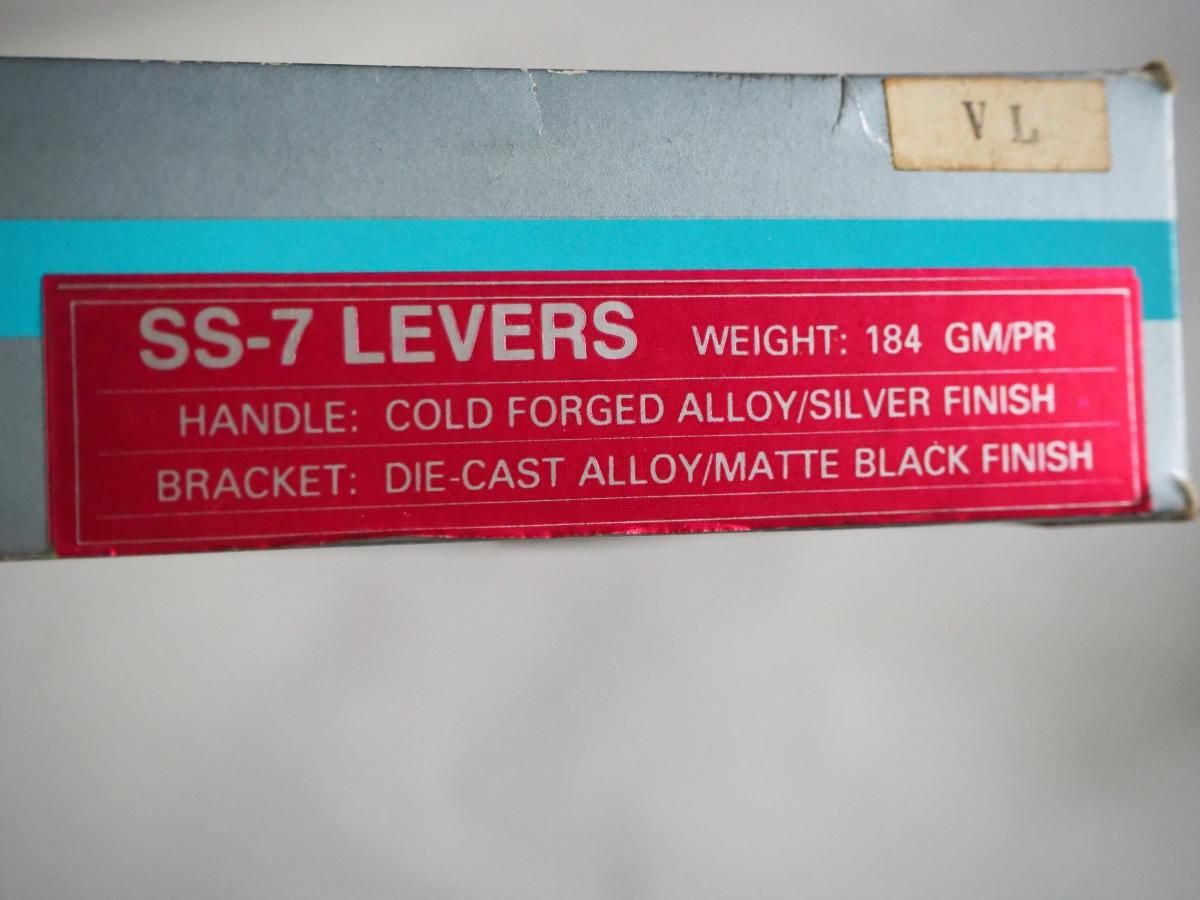 V L
SS-7 LEVERS WEIGHT: 184 GM/PR
HANDLE: COLD FORGED ALLOY/SILVER FINISH
BRACKET: DIE-CAST ALLOY/MATTE BLACK FINISH